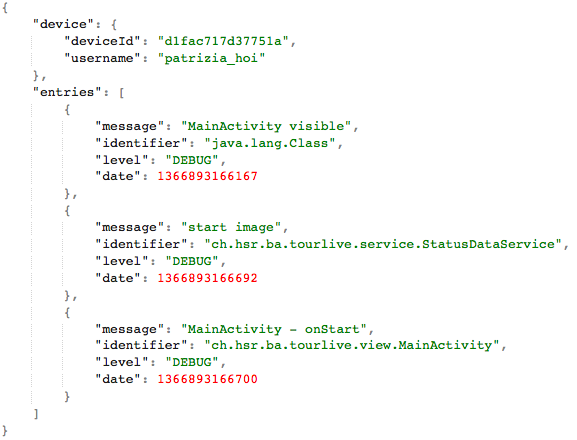 {
    "device": {
        "deviceId": "d1fac717d37751a",
        "username": "patrizia_hoi"
    },
    "entries": [
        {
            "message": "MainActivity visible",
            "identifier": "java.lang.Class",
            "level": "DEBUG",
            "date": 1366893166167
        },
        {
            "message": "start image",
            "identifier": "ch.hsr.ba.tourlive.service.StatusDataService",
            "level": "DEBUG",
            "date": 1366893166692
        },
        {
            "message": "MainActivity - onStart",
            "identifier": "ch.hsr.ba.tourlive.view.MainActivity",
            "level": "DEBUG",
            "date": 1366893166700
        }
    ]
}